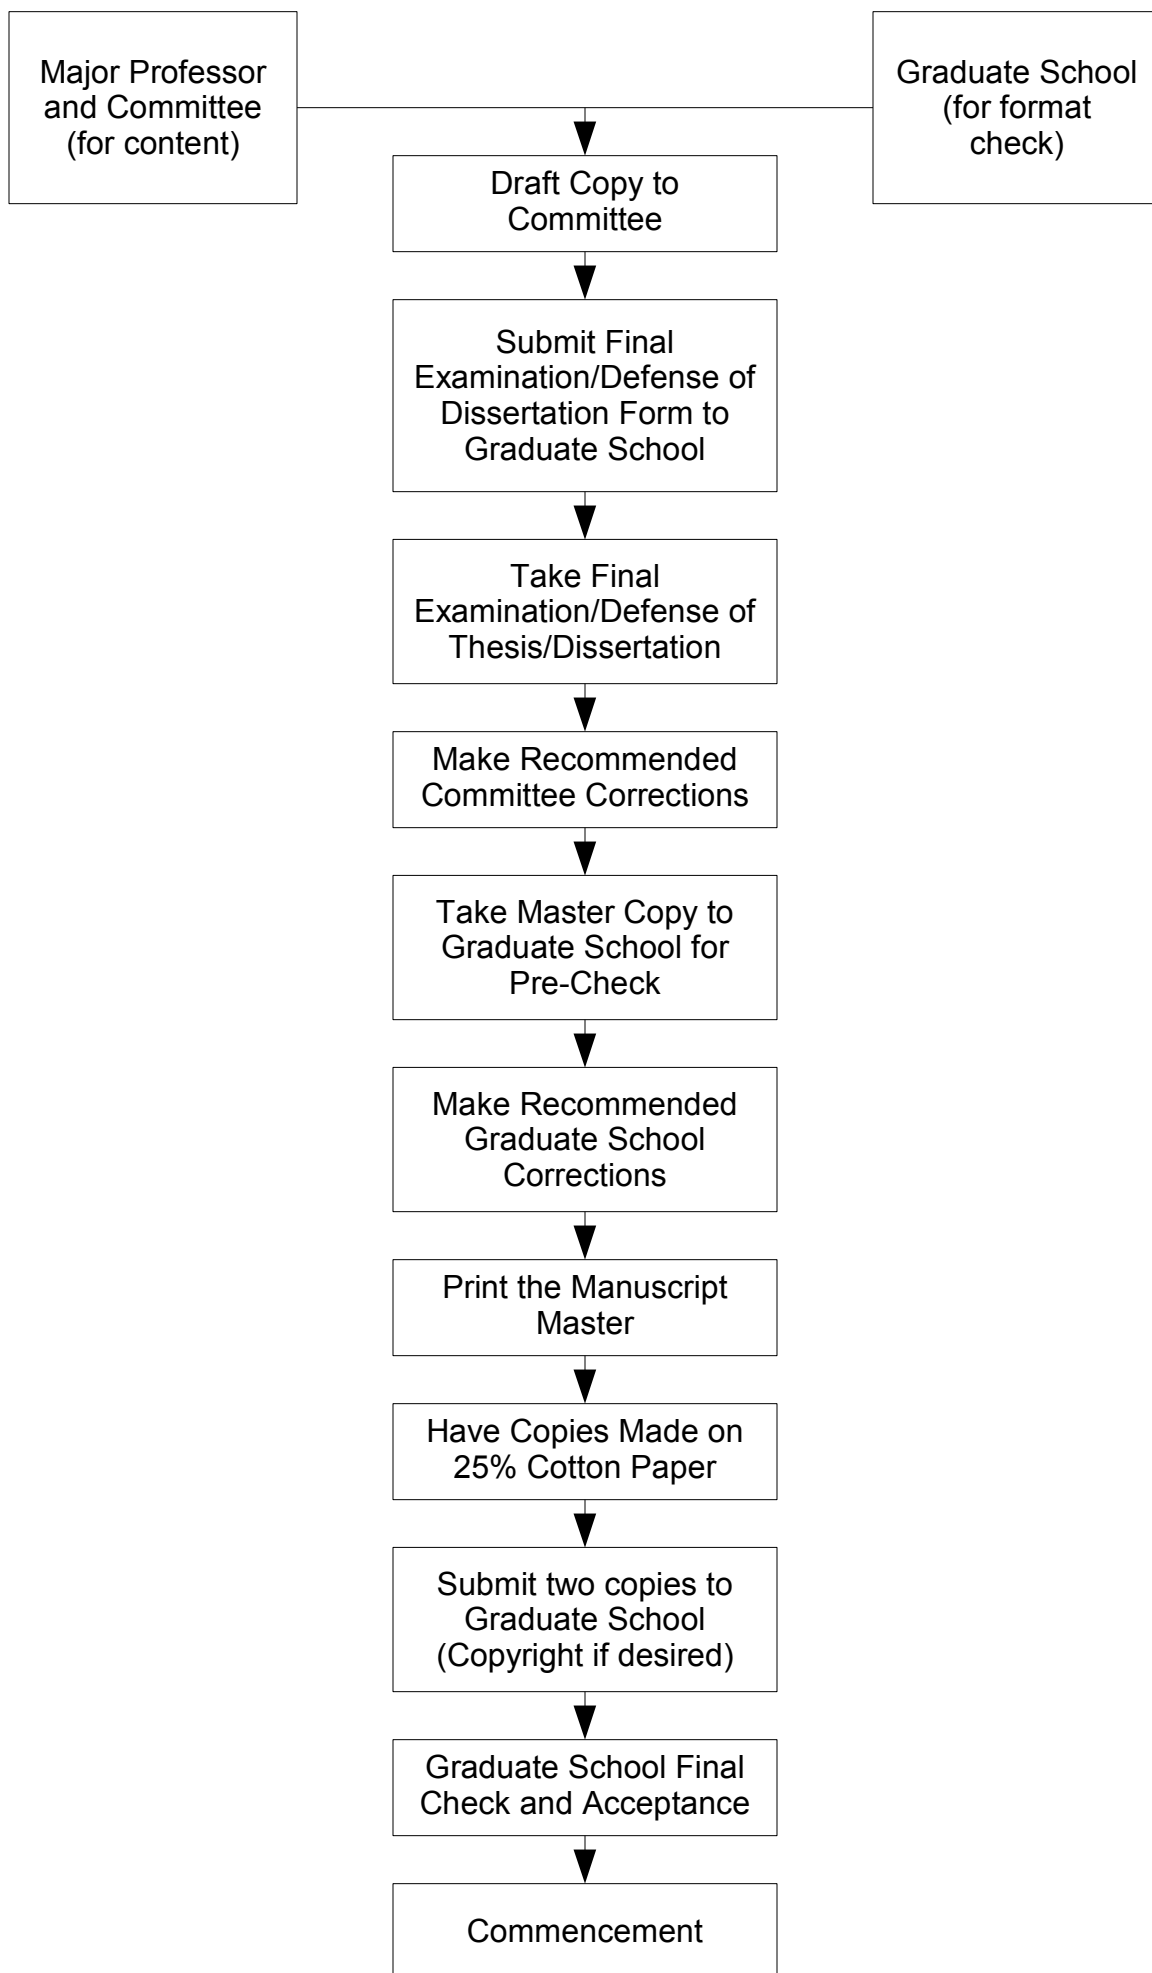 Major Professor
and Committee
(for content)
Graduate School
(for format
check)
Draft Copy to
Committee
Submit Final
Examination/Defense of
Dissertation Form to
Graduate School
Take Final
Examination/Defense of
Thesis/Dissertation
Make Recommended
Committee Corrections
Take Master Copy to
Graduate School for
Pre-Check
Make Recommended
Graduate School
Corrections
Print the Manuscript
Master
Have Copies Made on
25% Cotton Paper
Submit two copies to
Graduate School
(Copyright if desired)
Graduate School Final
Check and Acceptance
Commencement